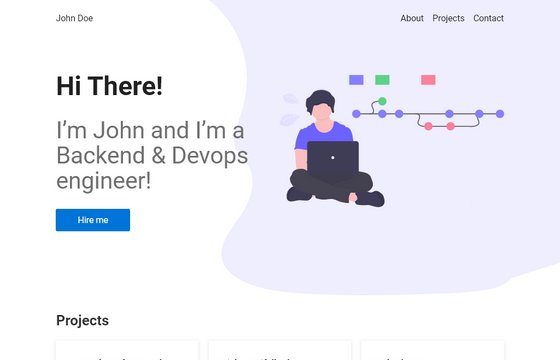 John Doe
About Projects Contact
Hi There!
I'm John and I'm a
Backend & Devops
engineer!
Hire me
Projects